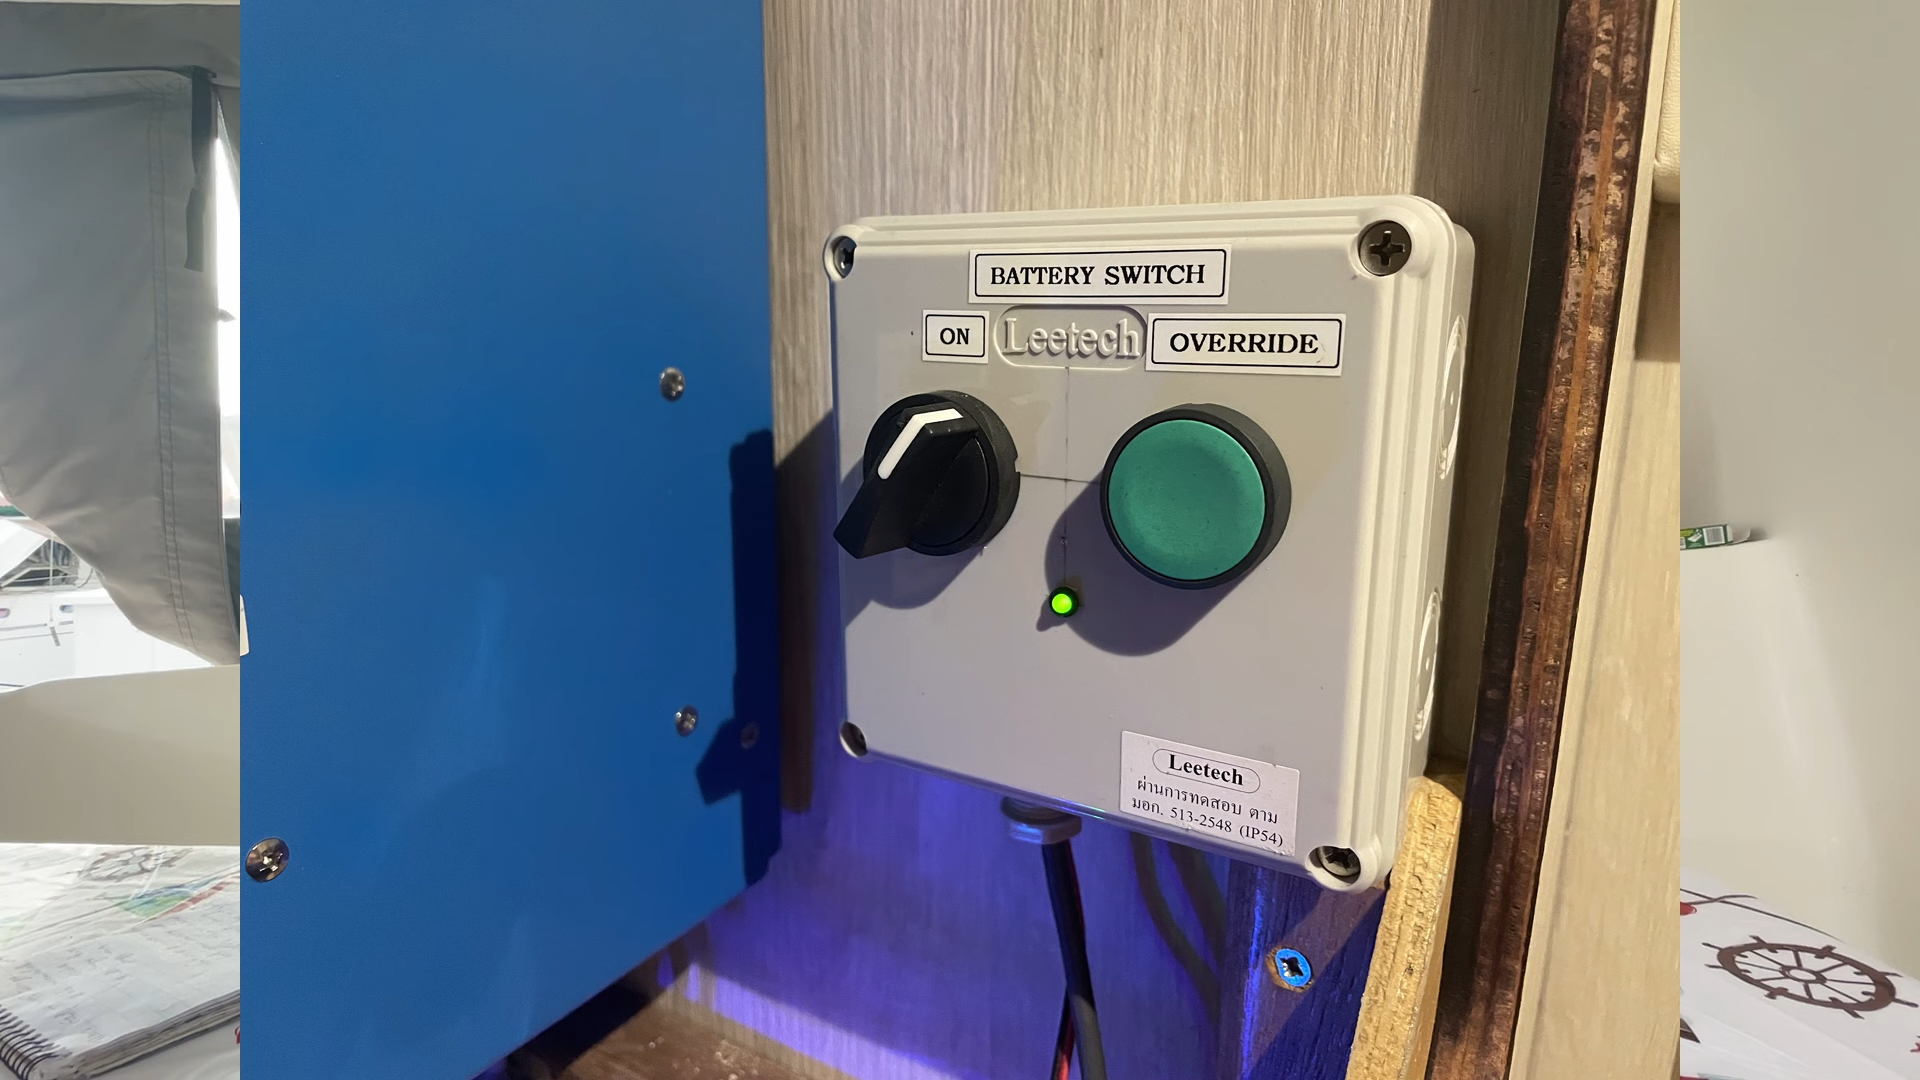 BATTERY SWITCH
ON
Leetech
OVERRIDE
Leetech
ผ่านการทดสอบ ตาม
มอก. 513-2548 (IP54)